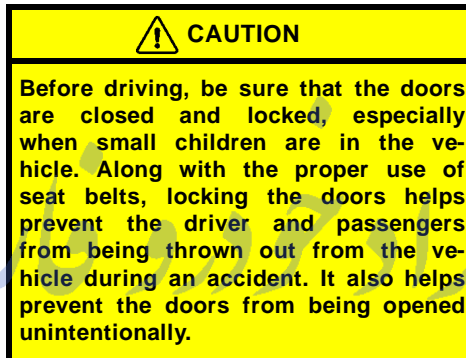 CAUTION
Before driving, be sure that the doors
are closed and locked, especially
when small children are in the ve-
hicle. Along with the proper use of
seat belts, locking the doors helps
prevent the driver and passengers
from being thrown out from the ve-
hicle during an accident. It also helps
prevent the doors from being opened
unintentionally.